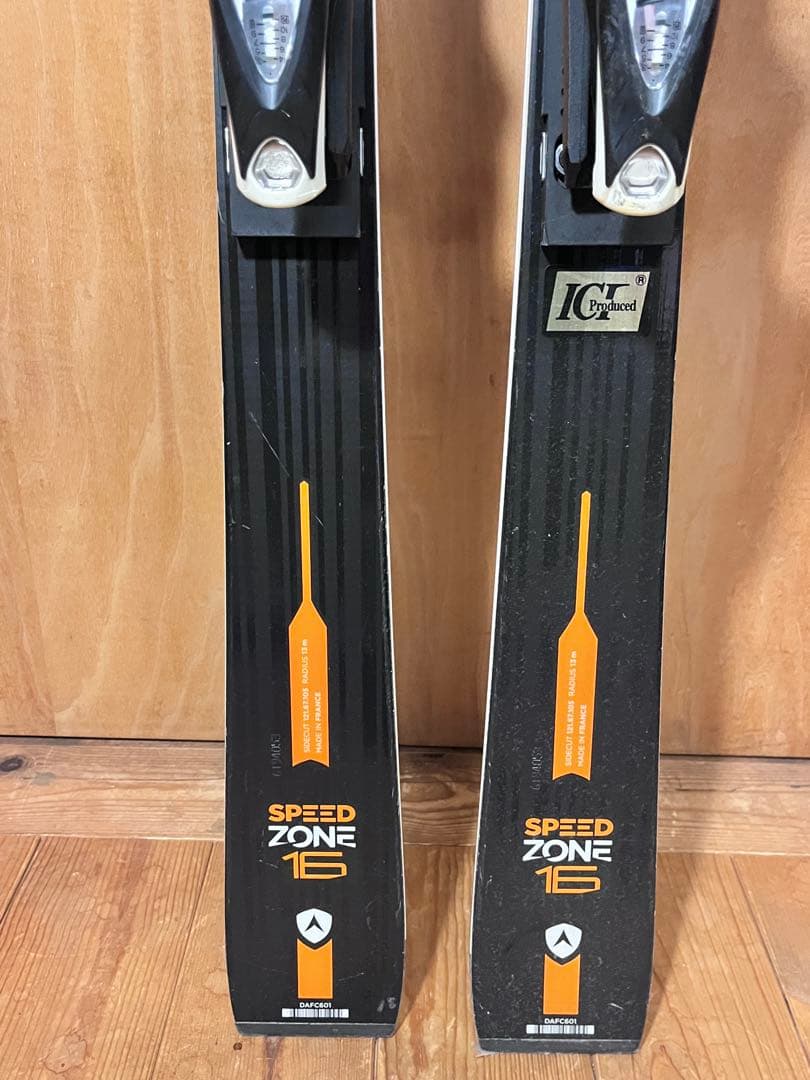 ICI
Produced
®
SIDECUT 121.67.105 RADIUS 13 m
MADE IN FRANCE
SPEED
ZONE
16
DAFC601
SIDECUT 121.67.105 RADIUS 13 m
MADE IN FRANCE
SPEED
ZONE
16
DAFC601